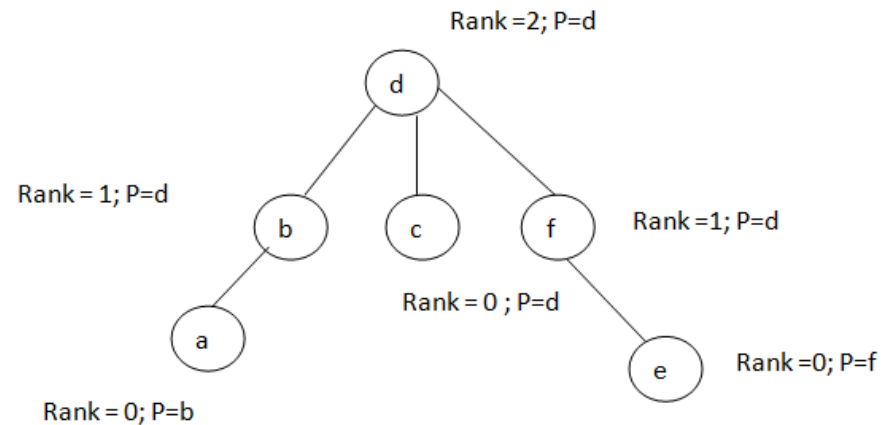 Rank =2; P=d
d
Rank = 1; P=d
b
c
f
Rank =1; P=d
Rank = 0 ; P=d
a
e
Rank =0; P=f
Rank = 0; P=b